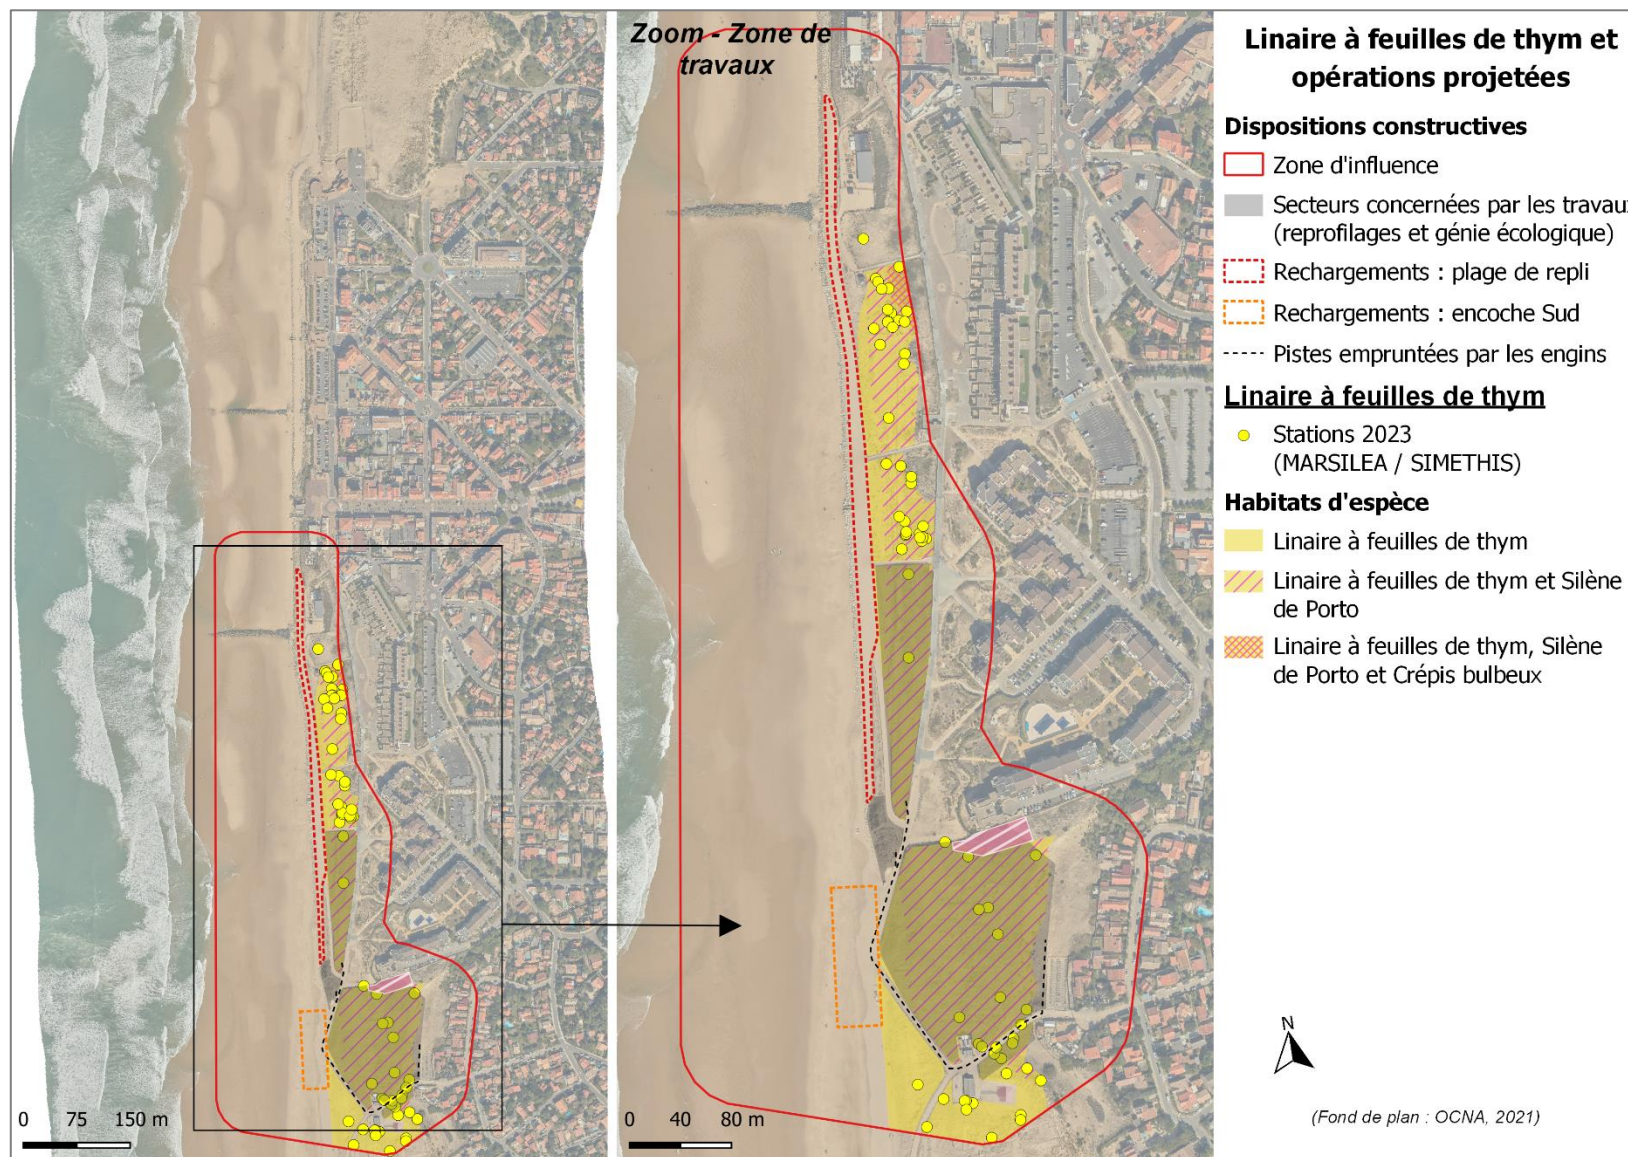 Zoom - Zone de
travaux
Linaire à feuilles de thym et
opérations projetées
Dispositions constructives
Zone d'influence
Secteurs concernées par les travau
(reprofilages et génie écologique)
Rechargements : plage de repli
Rechargements : encoche Sud
Pistes empruntées par les engins
Linaire à feuilles de thym
Stations 2023
(MARSILEA / SIMETHIS)
Habitats d'espèce
Linaire à feuilles de thym
Linaire à feuilles de thym et Silène
de Porto
Linaire à feuilles de thym, Silène
de Porto et Crépis bulbeux
N
(Fond de plan : OCNA, 2021)
0 75 150 m
0 40 80 m